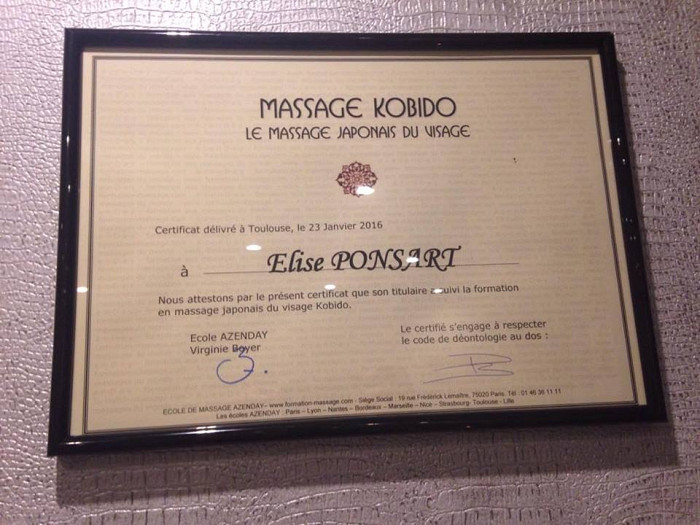 MASSAGE KOBIDO
LE MASSAGE JAPONAIS DU VISAGE
Certificat délivré à Toulouse, le 23 Janvier 2016
à Elise PONSART
Nous attestons par le présent certificat que son titulaire a suivi la formation
en massage japonais du visage Kobido.
Ecole AZENDAY
Virginie Boyer
Le certifié s'engage à respecter
le code de déontologie au dos :
ECOLE DE MASSAGE AZENDAY– www.formation-massage.com - Siège Social : 19 rue Frédérick Lemaitre, 75020 Paris. Tél : 01 46 36 11 11
Les écoles AZENDAY : Paris – Lyon – Nantes – Bordeaux – Marseille – Nice – Strasbourg- Toulouse - Lille